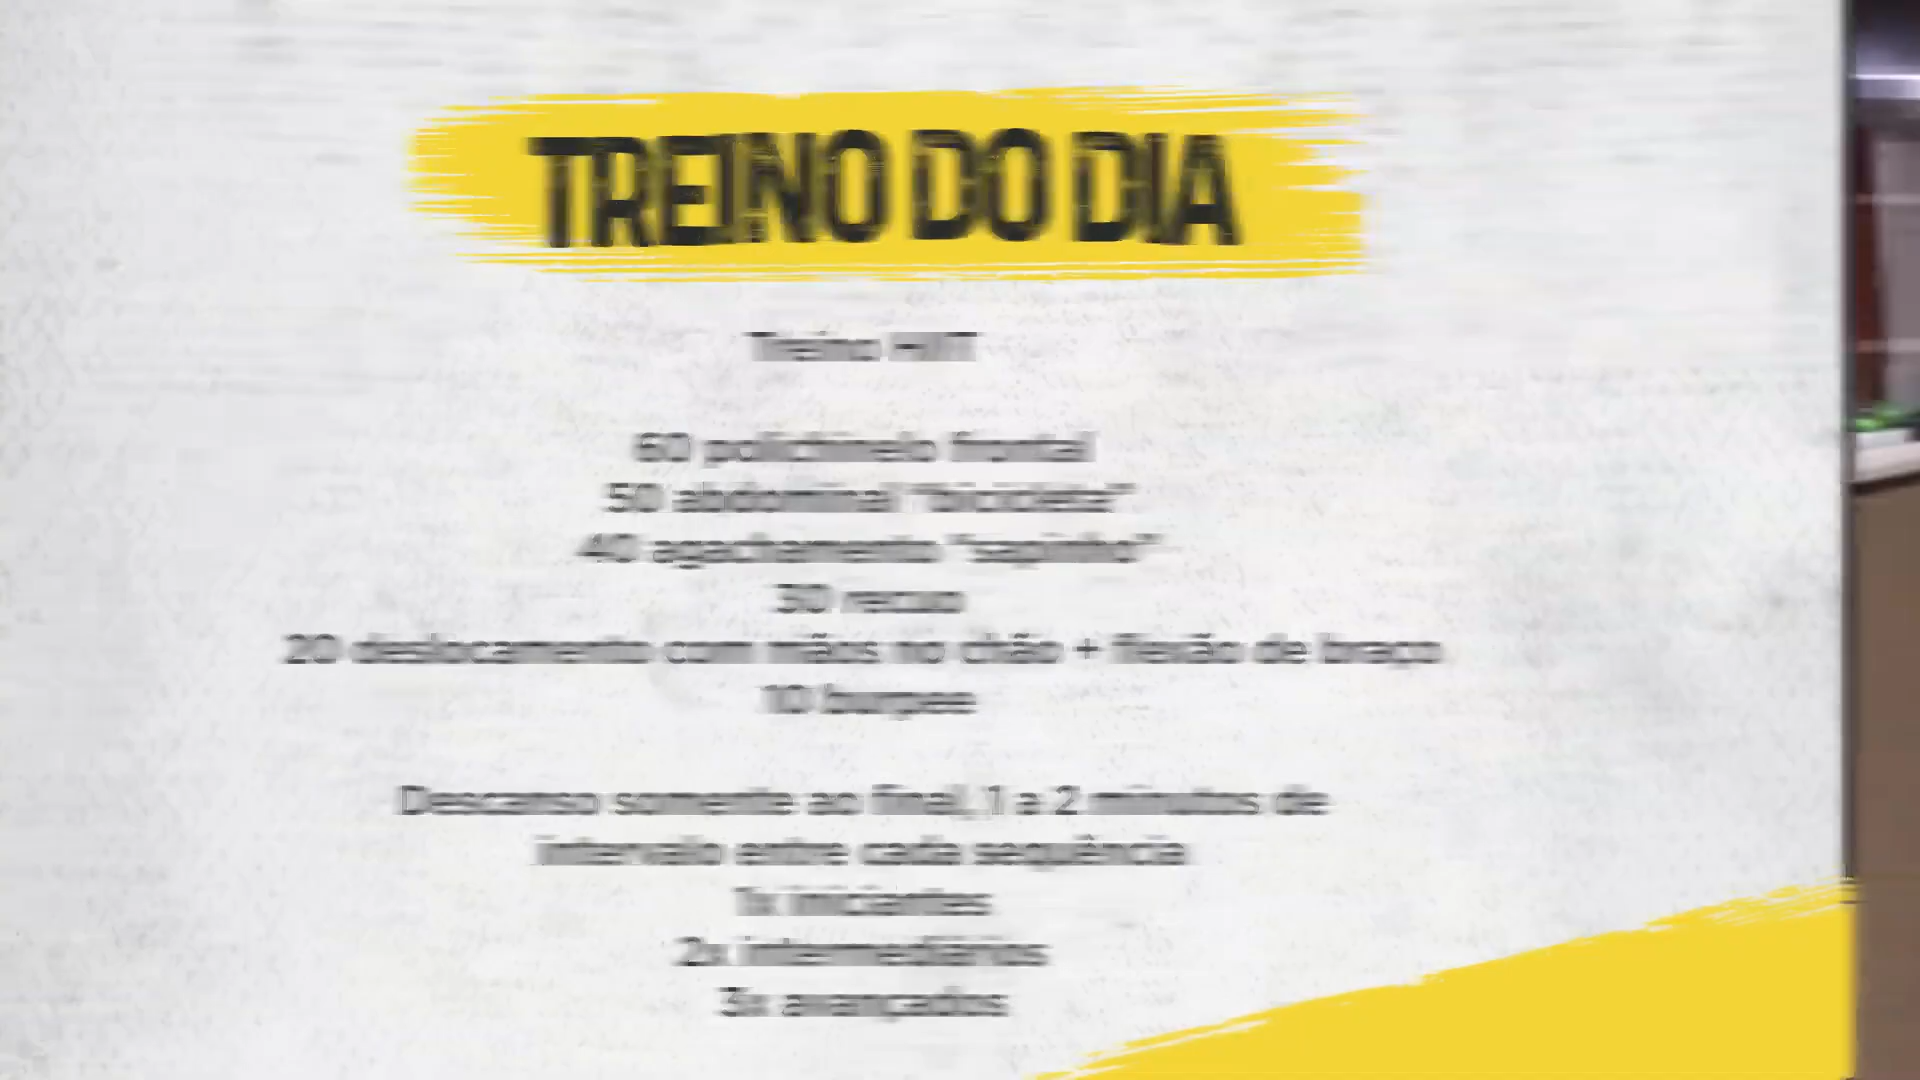 TREINO DO DIA
Treino HIIT
60 polichinelo frontal
50 abdominal "bicicleta"
40 agachamento "sapinho"
30 recuo
20 deslocamento com mãos no chão + flexão de braço
10 burpee
Descanso somente ao final, 1 a 2 minutos de
intervalo entre cada sequência
1x iniciantes
2x intermediários
3x avançados